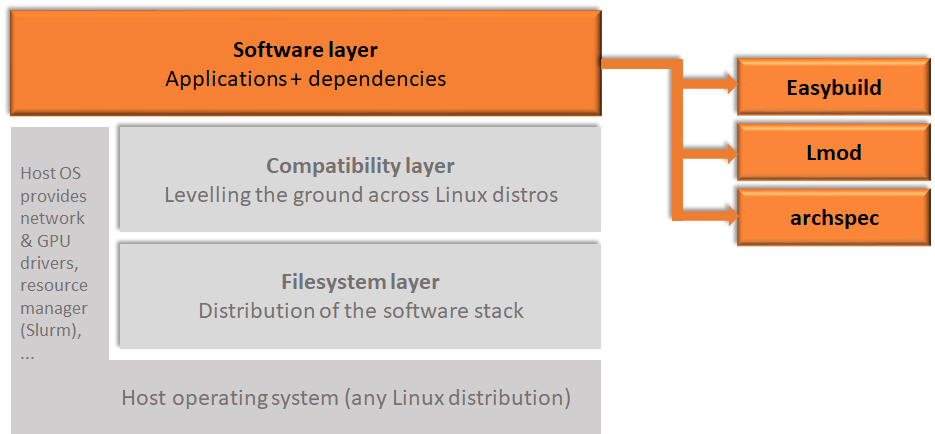 Software layer
Applications + dependencies
Easybuild
Lmod
archspec
Compatibility layer
Levelling the ground across Linux distros
Filesystem layer
Distribution of the software stack
Host OS
provides
network
& GPU
drivers,
resource
manager
(Slurm),
...
Host operating system (any Linux distribution)